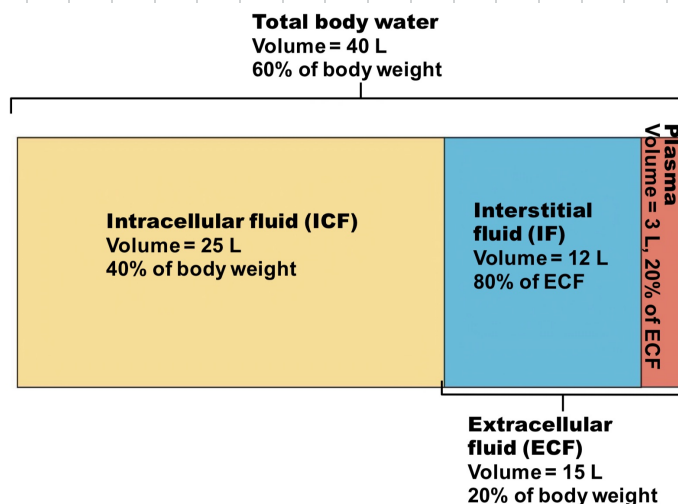 Total body water
Volume = 40 L
60% of body weight
Intracellular fluid (ICF)
Volume = 25 L
40% of body weight
Interstitial
fluid (IF)
Volume = 12 L
80% of ECF
Plasma
Volume = 3 L, 20% of ECF
Extracellular
fluid (ECF)
Volume = 15 L
20% of body weight